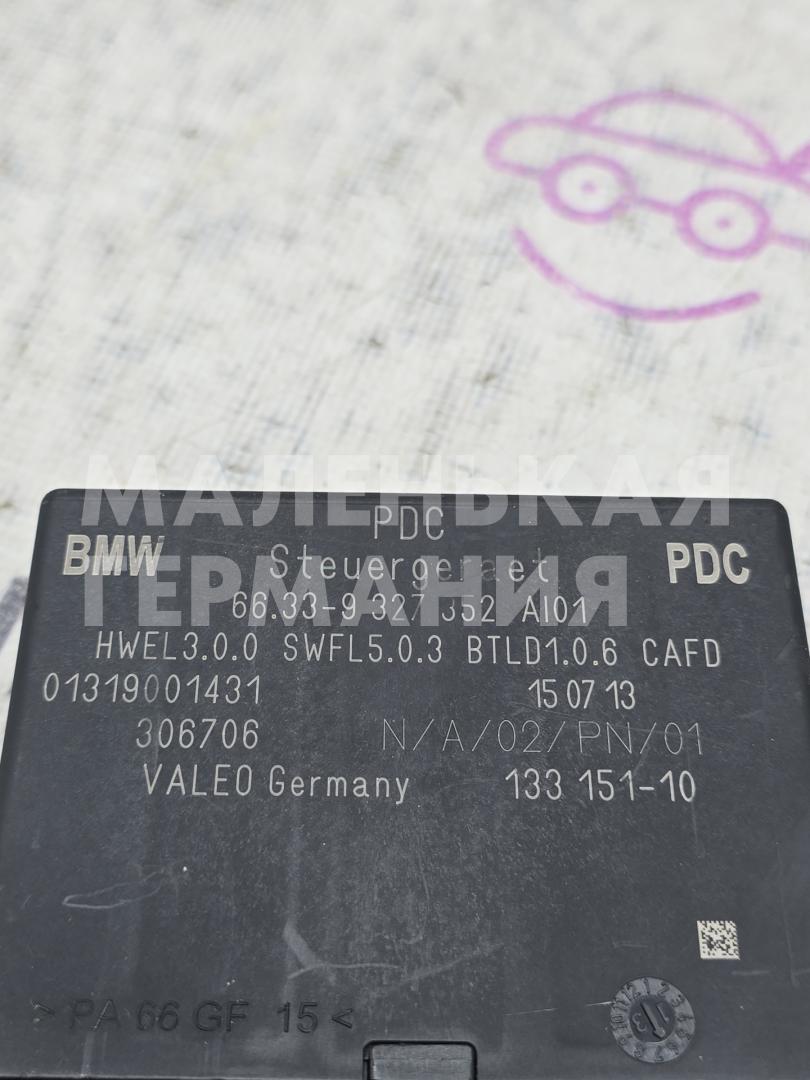 МАЛЕНЬКАЯ
ГЕРМАНИЯ
PDC
BMW Steuergeraet PDC
66.33-9 327 352 AI01
HWEL3.0.0 SWFL5.0.3 BTLD1.0.6 CAFD
01319001431 15 07 13
306706 N/A/02/PN/01
VALEO Germany 133 151-10
> PA 66 GF 15 <